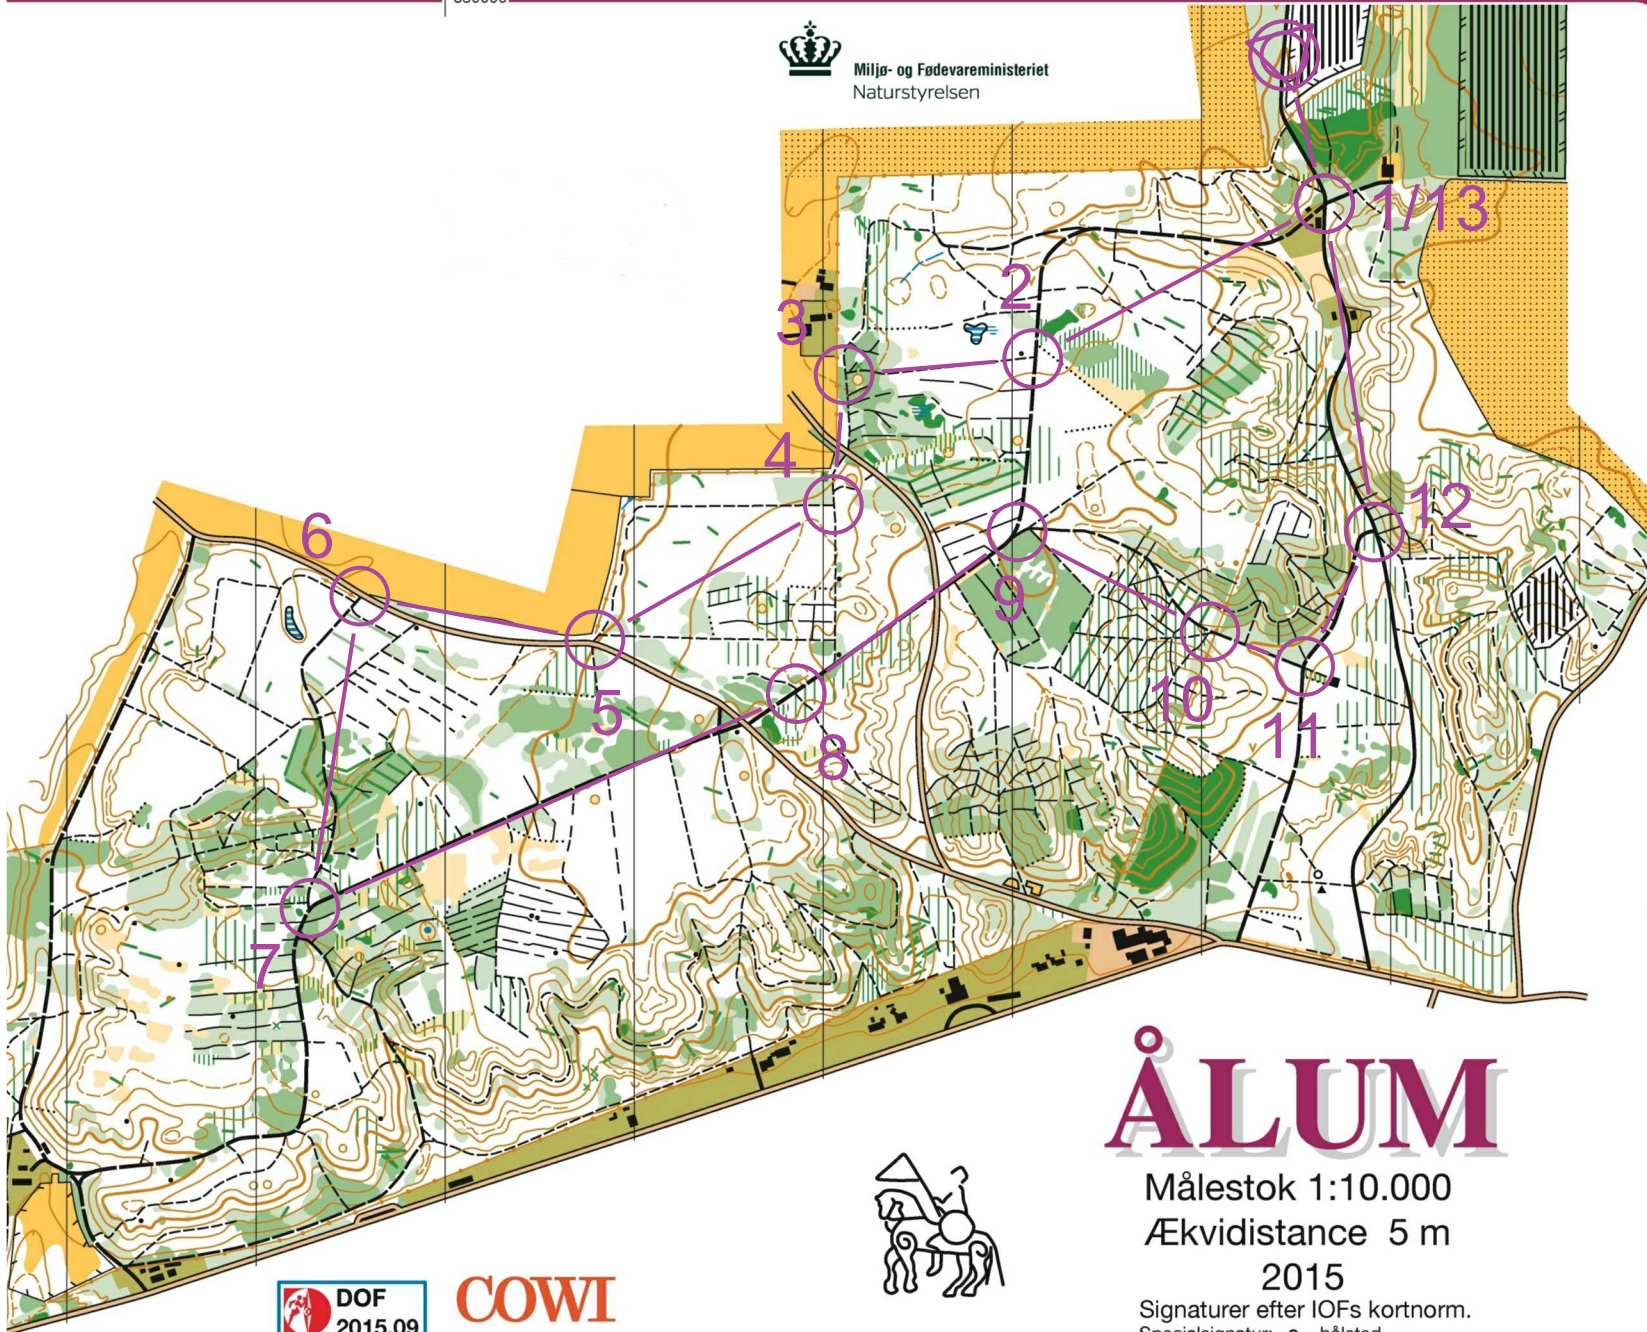 Miljø- og Fødevareministeriet
Naturstyrelsen
1/13
2
3
4
12
6
9
5
10
11
8
7
ÅLUM
Målestok 1:10.000
Ækvidistance 5 m
2015
Signaturer efter IOFs kortnorm.
DOF
2015.09
COWI